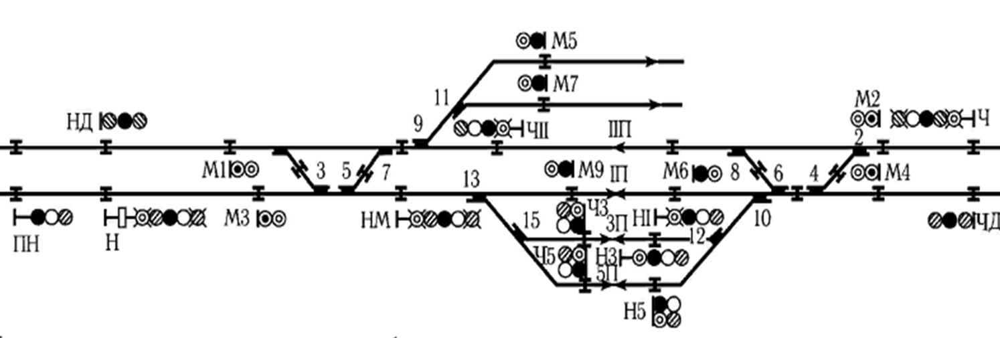 М5
М7
11
М2
НД
9
ЧII
IIП
Ч
2
М1
3
5
7
13
М9
IП
М6
8
6
4
М4
ПН
Н
М3
НМ
15
Ч3
3П
НI
12
10
ЧД
Ч5
Н3
5П
Н5